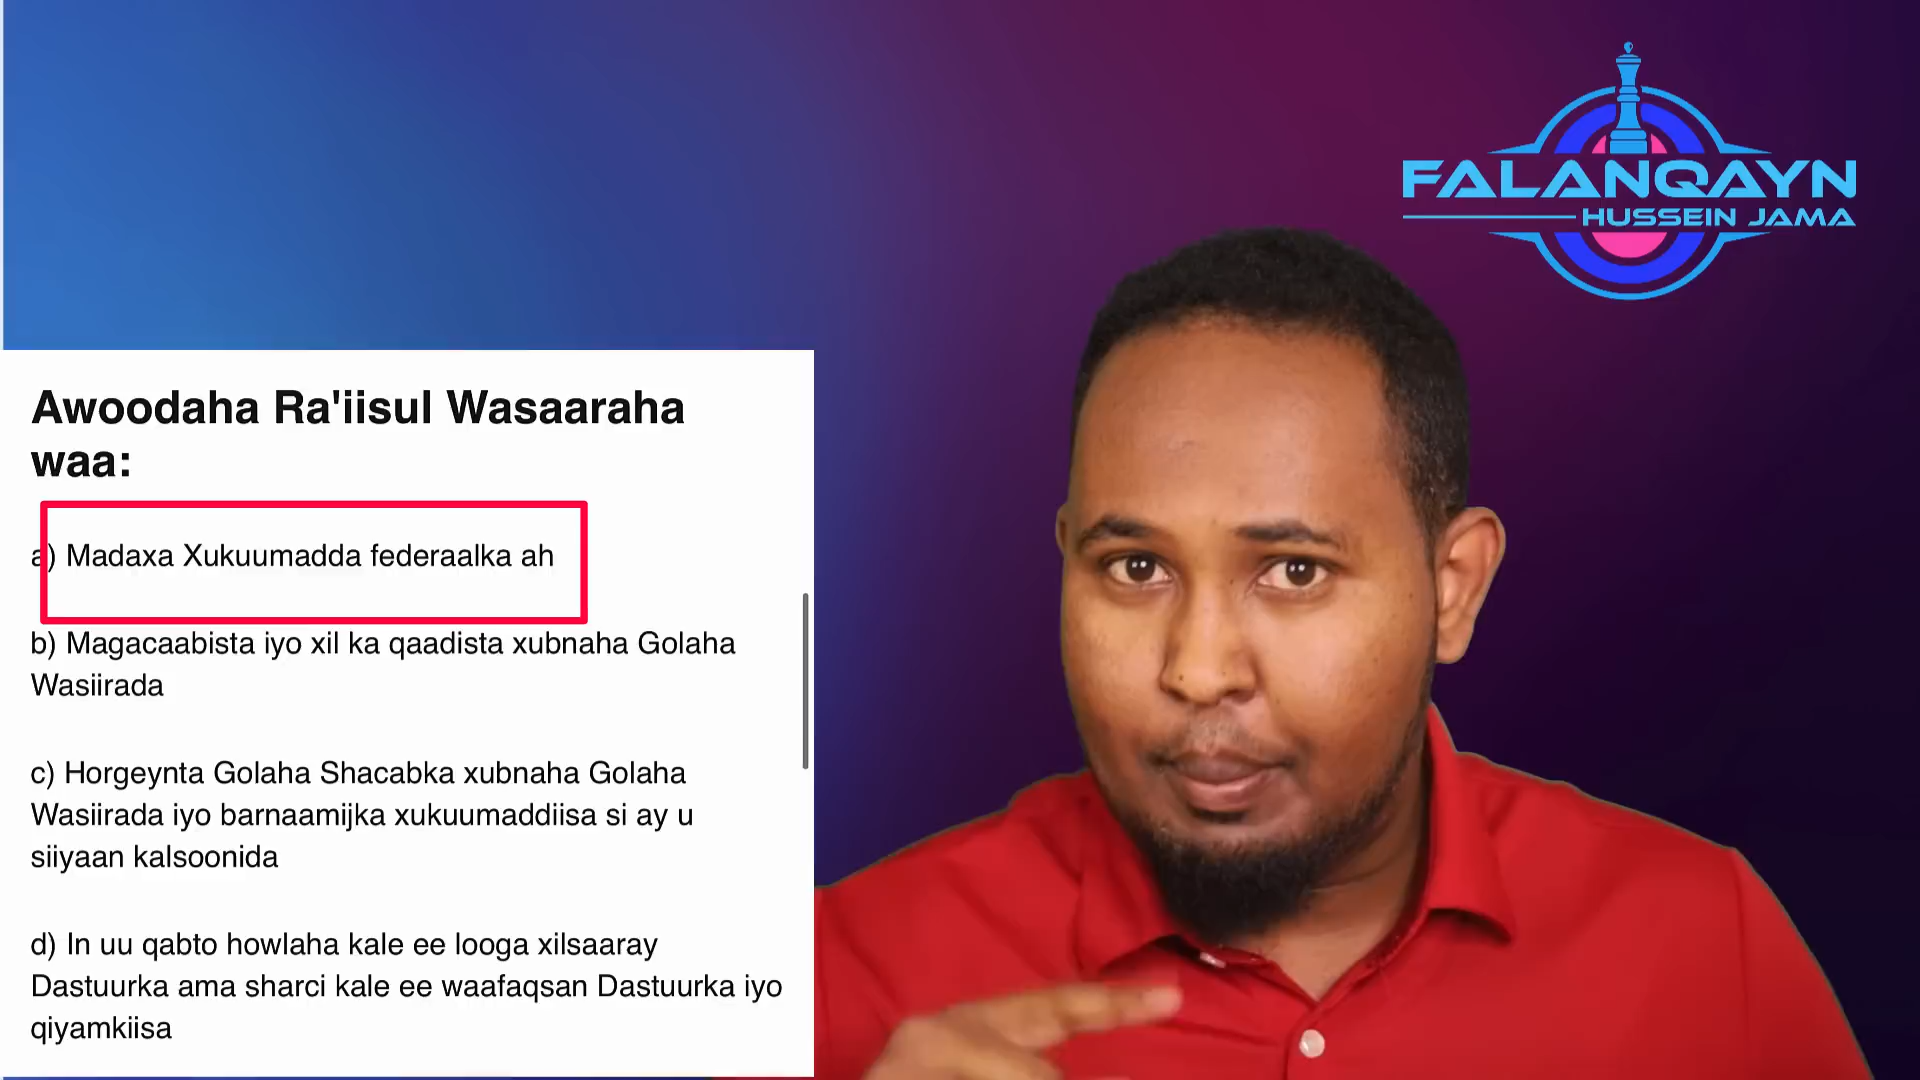 FALANQAYN
HUSSEIN JAMA
Awoodaha Ra'iisul Wasaaraha
waa:
a) Madaxa Xukuumadda federaalka ah
b) Magacaabista iyo xil ka qaadista xubnaha Golaha
Wasiirada
c) Horgeynta Golaha Shacabka xubnaha Golaha
Wasiirada iyo barnaamijka xukuumaddiisa si ay u
siiyaan kalsoonida
d) In uu qabto howlaha kale ee looga xilsaaray
Dastuurka ama sharci kale ee waafaqsan Dastuurka iyo
qiyamkiisa